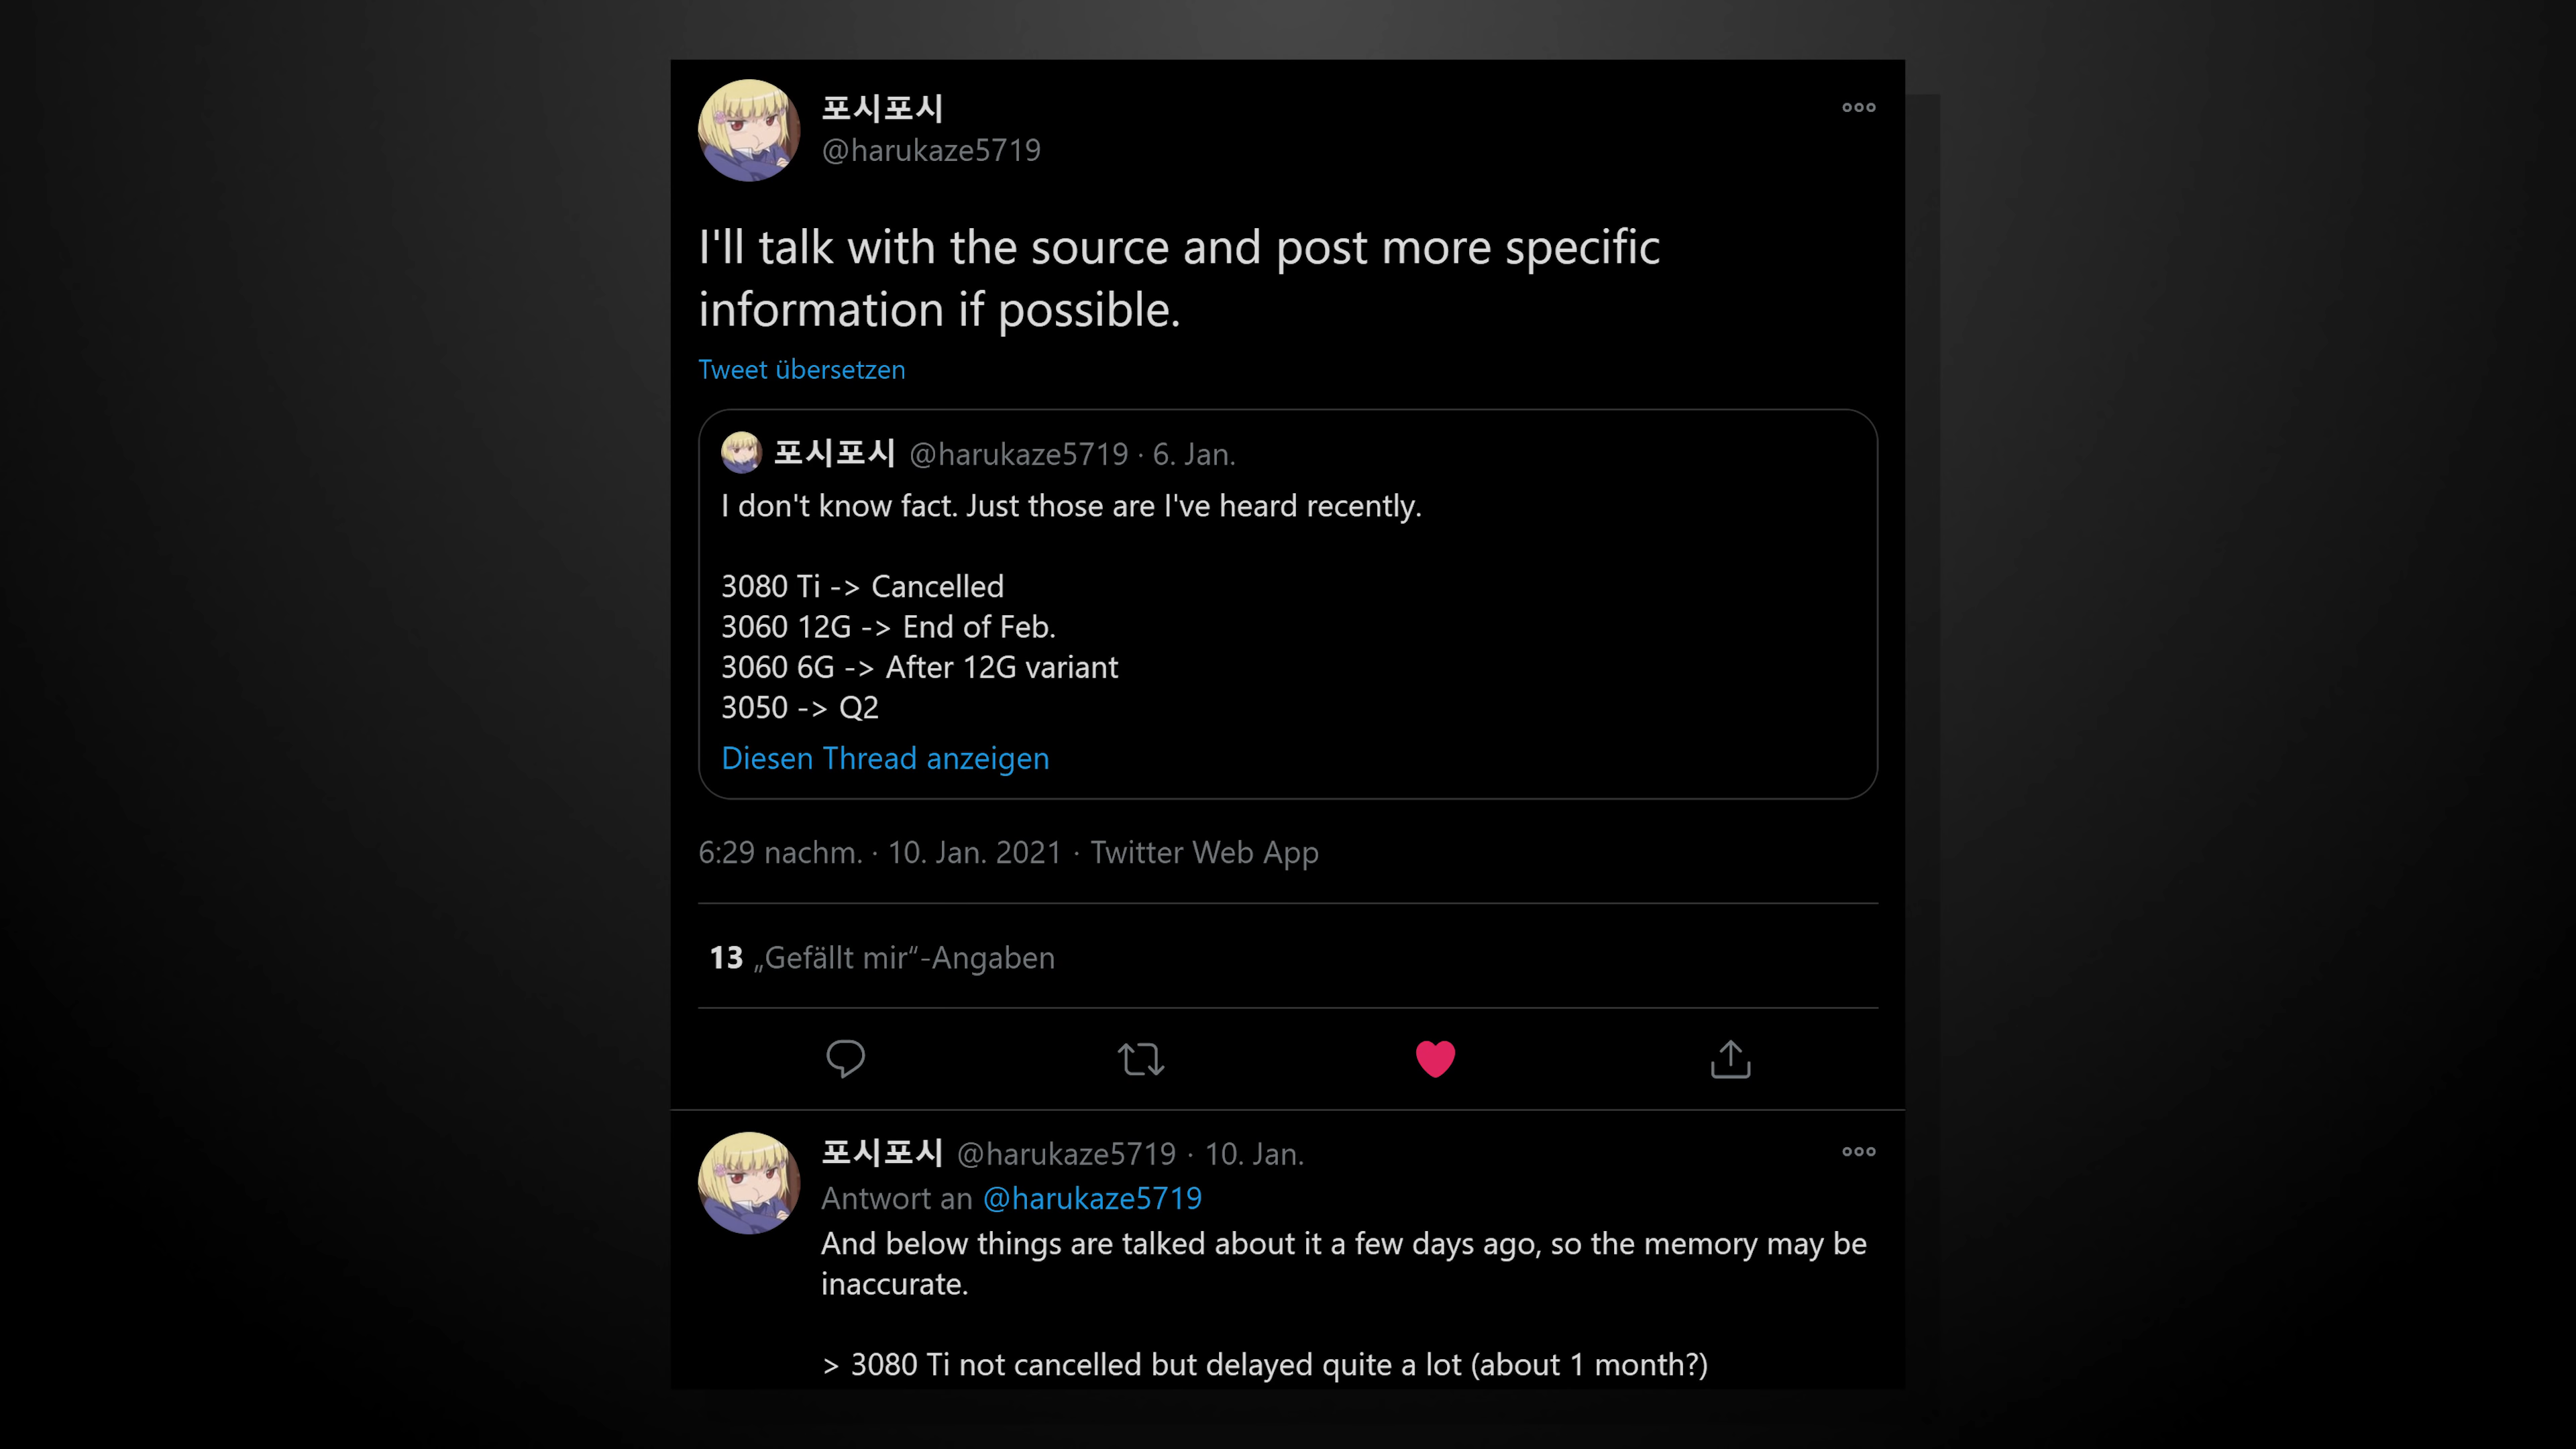 포시포시
@harukaze5719
I'll talk with the source and post more specific
information if possible.
Tweet übersetzen
포시포시 @harukaze5719 · 6. Jan.
I don't know fact. Just those are I've heard recently.
3080 Ti -> Cancelled
3060 12G -> End of Feb.
3060 6G -> After 12G variant
3050 -> Q2
Diesen Thread anzeigen
6:29 nachm. · 10. Jan. 2021 · Twitter Web App
13 „Gefällt mir“-Angaben
포시포시 @harukaze5719 · 10. Jan.
Antwort an @harukaze5719
And below things are talked about it a few days ago, so the memory may be
inaccurate.
> 3080 Ti not cancelled but delayed quite a lot (about 1 month?)